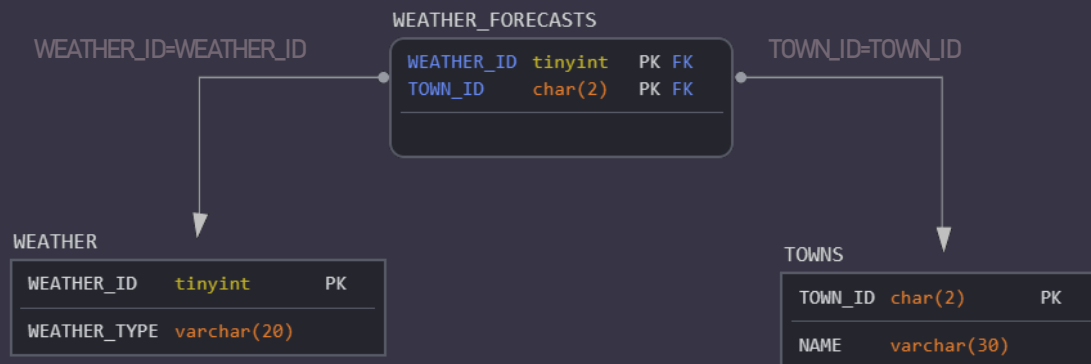 WEATHER_FORECASTS
WEATHER_ID=WEATHER_ID
TOWN_ID=TOWN_ID
WEATHER_ID tinyint PK FK
TOWN_ID char(2) PK FK
WEATHER
WEATHER_ID tinyint PK
WEATHER_TYPE varchar(20)
TOWNS
TOWN_ID char(2) PK
NAME varchar(30)